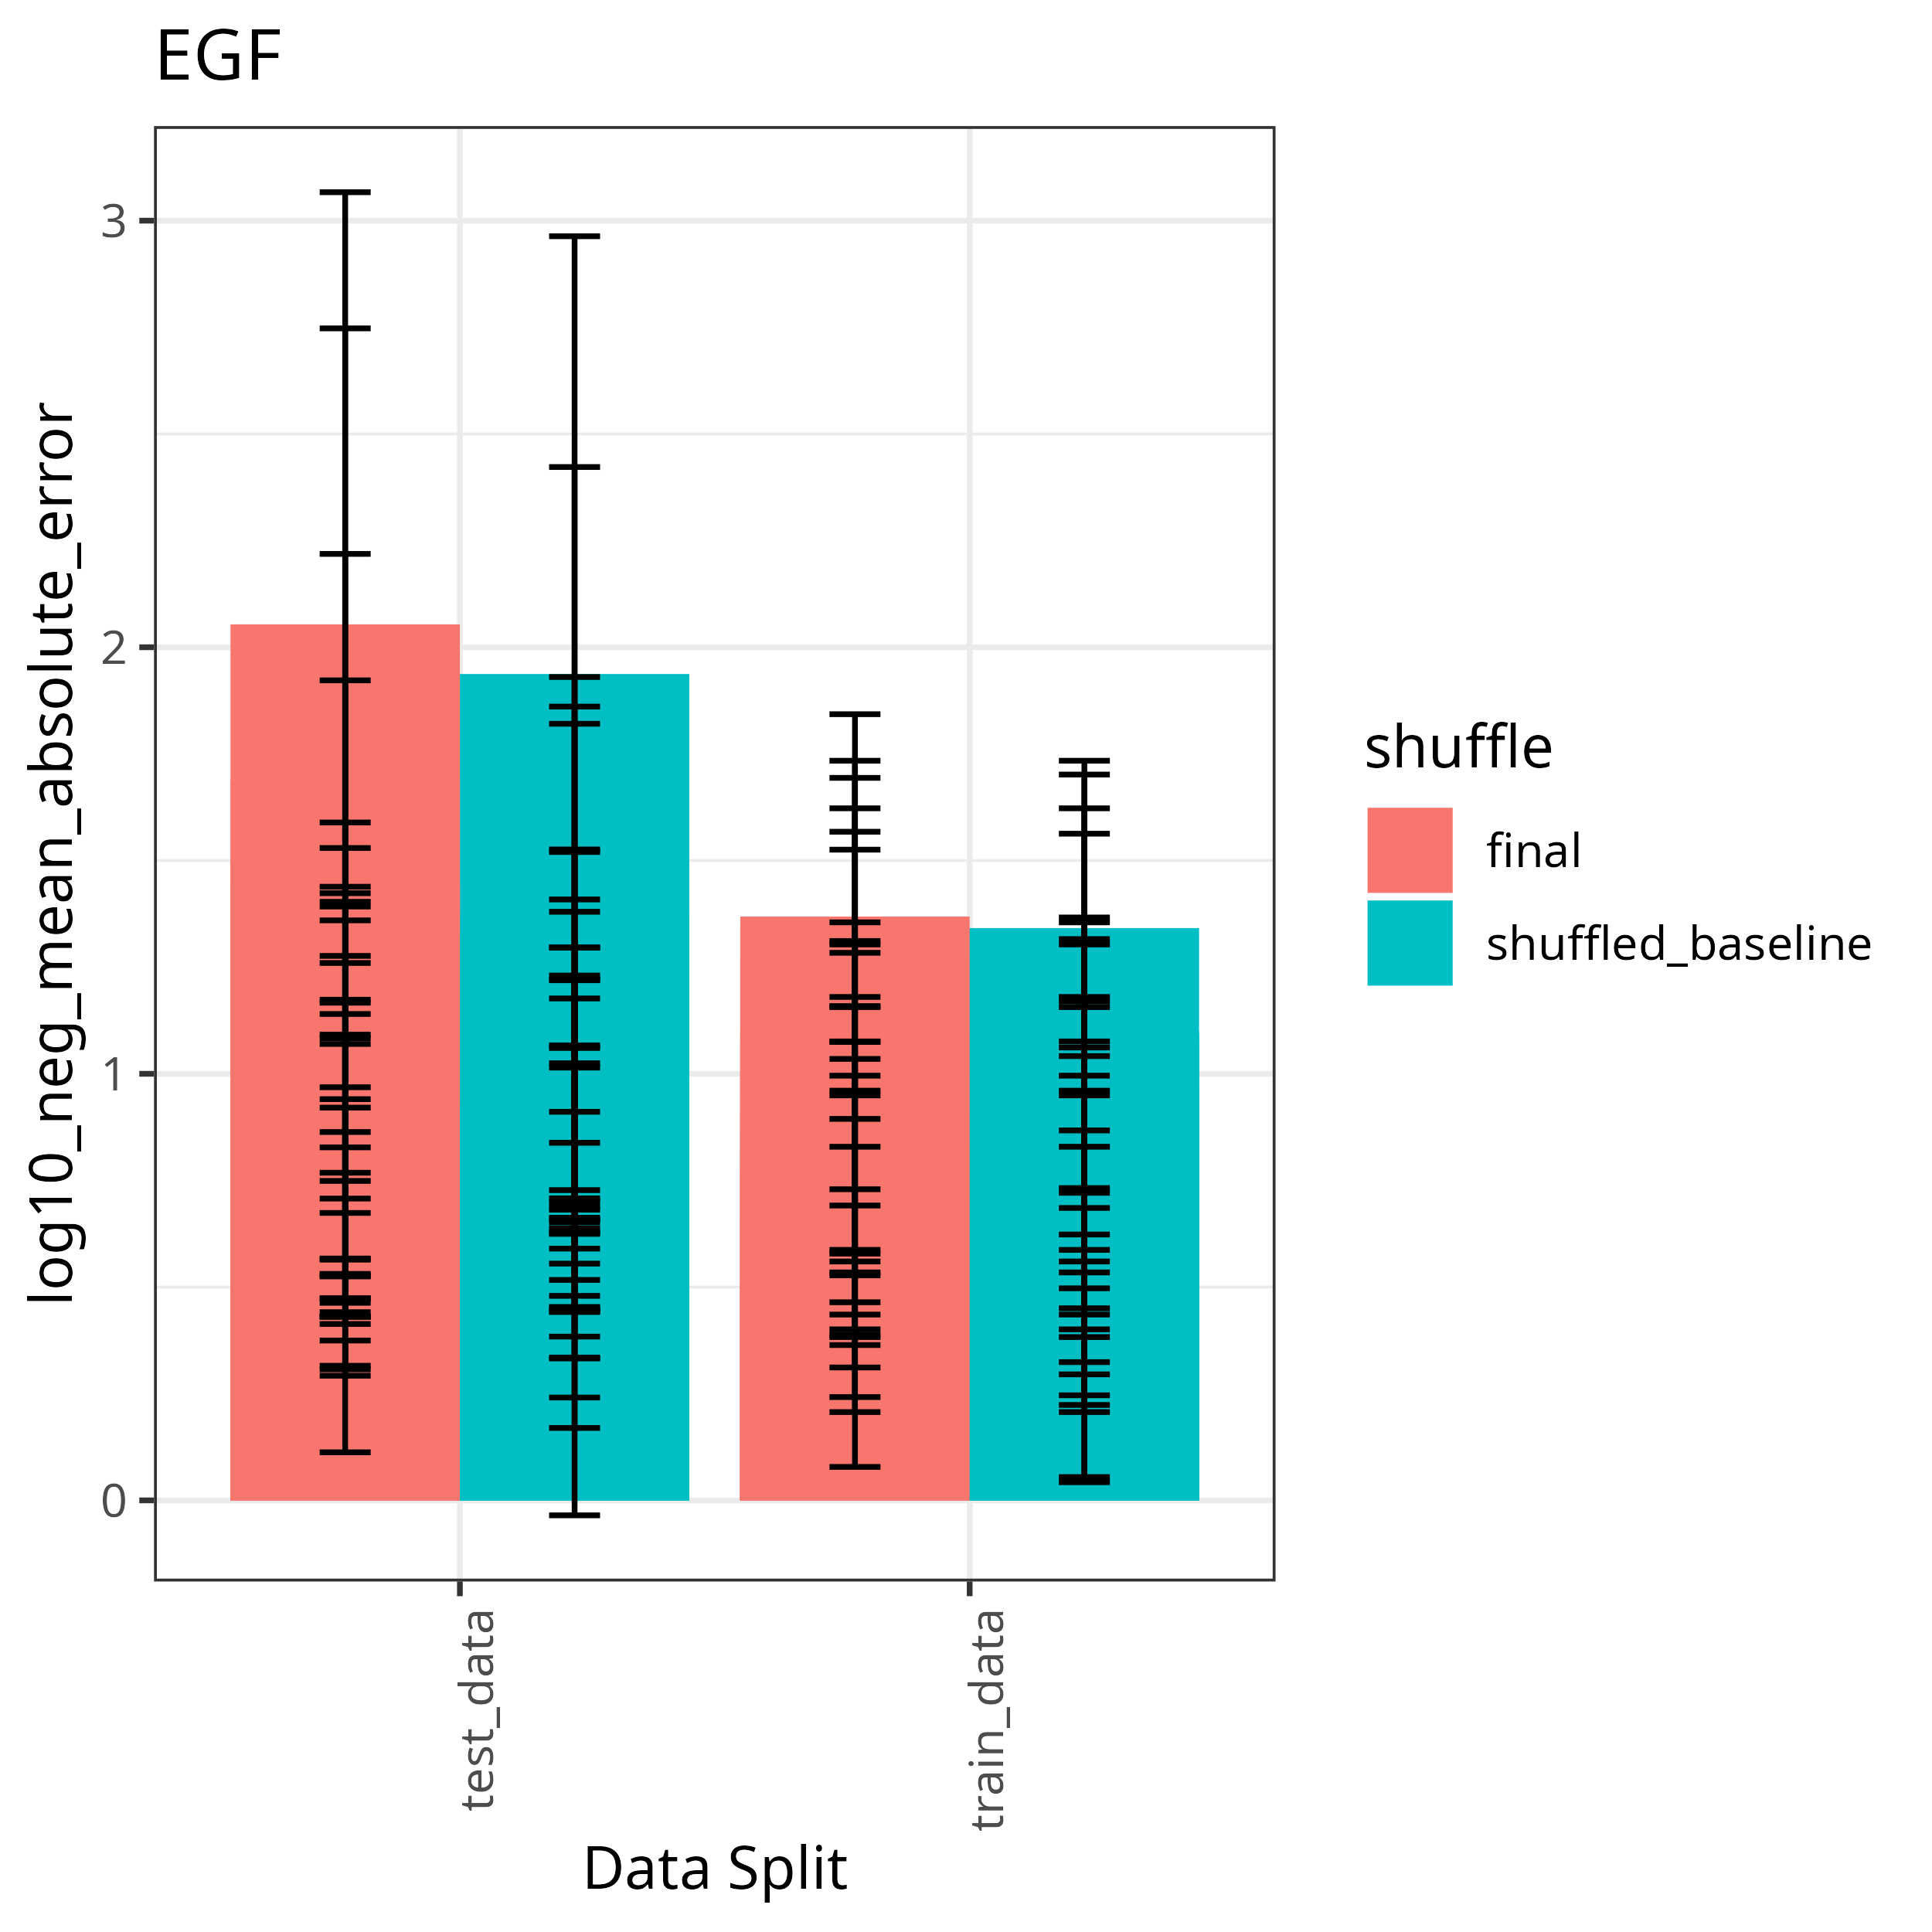 EGF
log10_neg_mean_absolute_error
3
2
1
0
test_data
train_data
Data Split
shuffle
final
shuffled_baseline